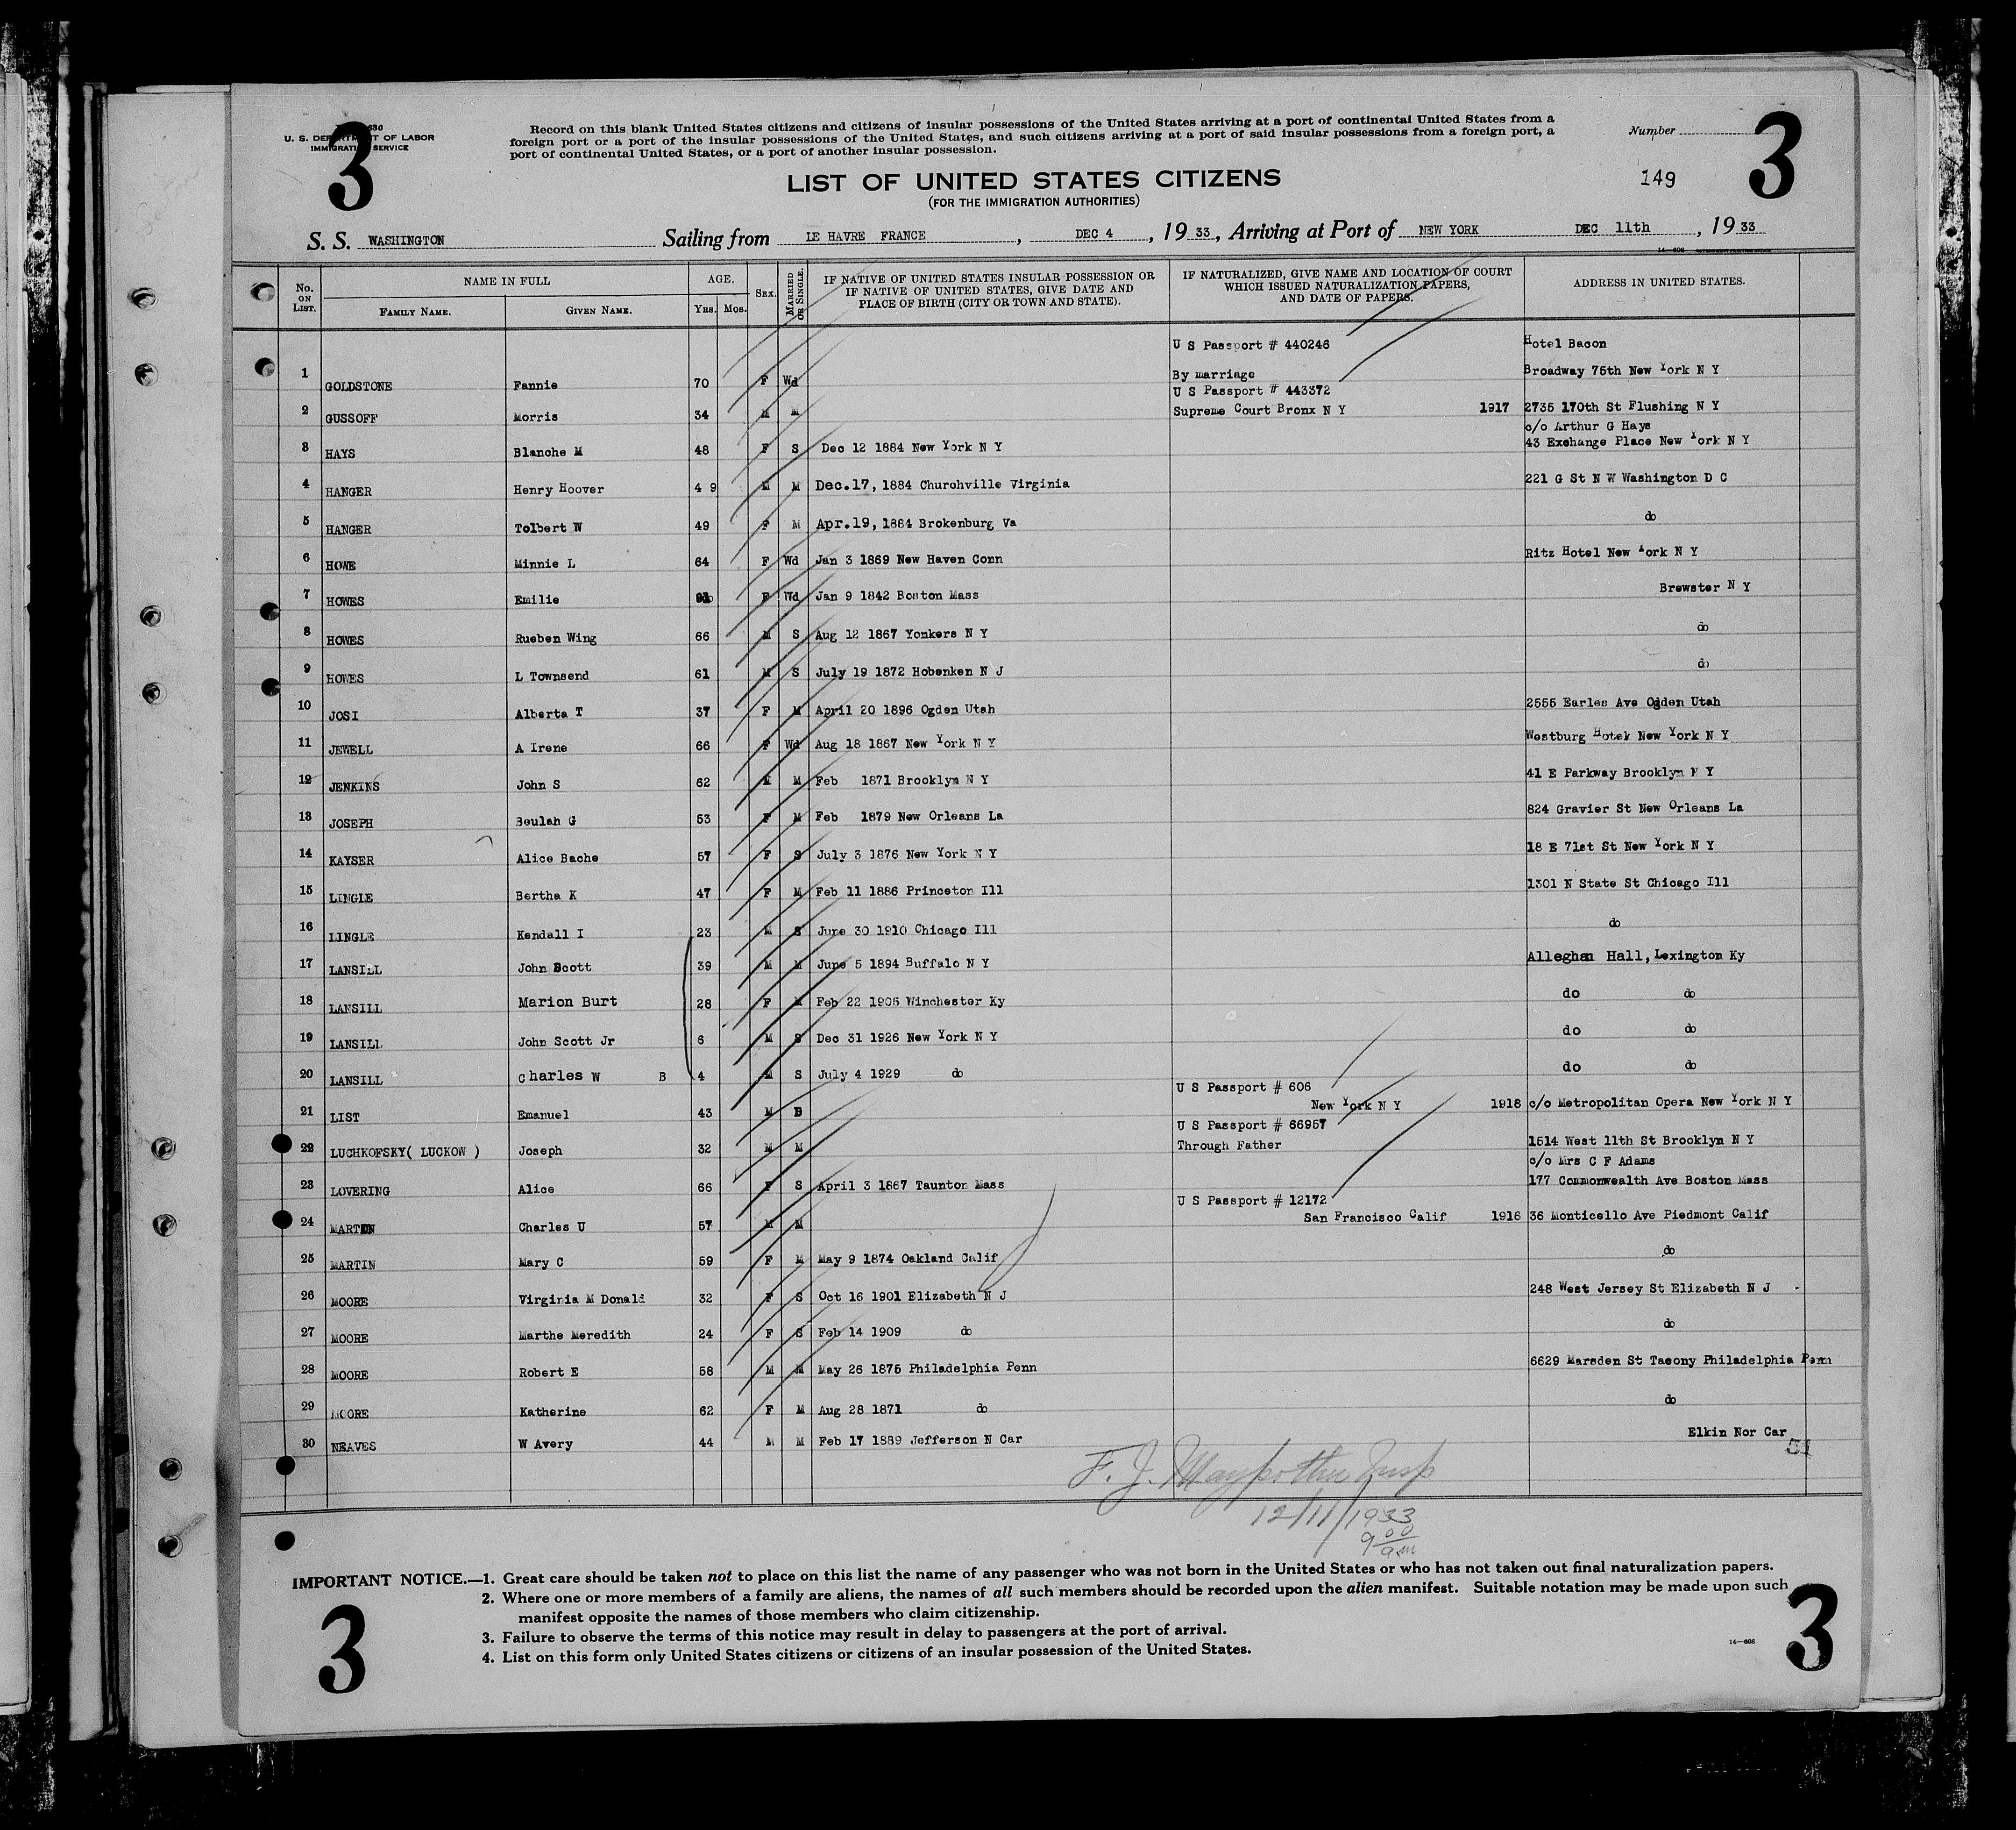 3
U. S. DEPARTMENT OF LABOR
IMMIGRATION SERVICE
Record on this blank United States citizens and citizens of insular possessions of the United States arriving at a port of continental United States from a
foreign port or a port of the insular possessions of the United States, and such citizens arriving at a port of said insular possessions from a foreign port, a
port of continental United States, or a port of another insular possession.
Number
3
149
LIST OF UNITED STATES CITIZENS
(FOR THE IMMIGRATION AUTHORITIES)
S. S. WASHINGTON Sailing from LE HAVRE FRANCE, DEC 4, 19 33, Arriving at Port of NEW YORK DEC 11th, 19 33
14-608
No. ON LIST. NAME IN FULL FAMILY NAME. GIVEN NAME. AGE. YRS. MOS. SEX. MARRIED OR SINGLE. IF NATIVE OF UNITED STATES INSULAR POSSESSION OR IF NATIVE OF UNITED STATES, GIVE DATE AND PLACE OF BIRTH (CITY OR TOWN AND STATE). IF NATURALIZED, GIVE NAME AND LOCATION OF COURT WHICH ISSUED NATURALIZATION PAPERS, AND DATE OF PAPERS. ADDRESS IN UNITED STATES.
U S Passport # 440246 Hotel Bacon
1 GOLDSTONE Fannie 70 F Wd By marriage Broadway 75th New York N Y
U S Passport # 443372
2 GUSSOFF Morris 34 M M Supreme Court Bronx N Y 1917 2735 170th St Flushing N Y
c/o Arthur G Hays
3 HAYS Blanche M 48 F S Dec 12 1884 New York N Y 43 Exchange Place New York N Y
4 HANGER Henry Hoover 4 9 M M Dec.17, 1884 Churchville Virginia 221 G St N W Washington D C
5 HANGER Tolbert W 49 F M Apr.19, 1884 Brokenburg Va do
6 HOWE Minnie L 64 F Wd Jan 3 1869 New Haven Conn Ritz Hotel New York N Y
7 HOWES Emilie F Wd Jan 9 1842 Boston Mass Brewster N Y
8 HOWES Rueben Wing 66 M S Aug 12 1867 Yonkers N Y do
9 HOWES L Townsend 61 M S July 19 1872 Hobenken N J do
10 JOSI Alberta T 37 F M April 20 1896 Ogden Utah 2555 Earles Ave Ogden Utah
11 JEWELL A Irene 66 F Wd Aug 18 1867 New York N Y Westburg Hotek New York N Y
12 JENKINS John S 62 M M Feb 1871 Brooklyn N Y 41 E Parkway Brooklyn N Y
13 JOSEPH Beulah G 53 F M Feb 1879 New Orleans La 824 Gravier St New Orleans La
14 KAYSER Alice Bache 57 F S July 3 1876 New York N Y 18 E 71st St New York N Y
15 LINGLE Bertha K 47 F M Feb 11 1886 Princeton Ill 1301 N State St Chicago Ill
16 LINGLE Kendall I 23 M S June 30 1910 Chicago Ill do
17 LANSILL John Scott 39 M M June 5 1894 Buffalo N Y Alleghan Hall, Lexington Ky
18 LANSILL Marion Burt 28 F M Feb 22 1905 Winchester Ky do do
19 LANSILL John Scott Jr 6 M S Dec 31 1926 New York N Y do do
20 LANSILL Charles W B 4 M S July 4 1929 do do do
U S Passport # 606
21 LIST Emanuel 43 M D New York N Y 1918 c/o Metropolitan Opera New York N Y
U S Passport # 66957
22 LUCHKOFSKY( LUCKOW ) Joseph 32 M M Through Father 1514 West 11th St Brooklyn N Y
c/o Mrs C F Adams
23 LOVERING Alice 66 F S April 3 1867 Taunton Mass 177 Commonwealth Ave Boston Mass
U S Passport # 12172
24 MARTIN Charles U 57 M M San Francisco Calif 1916 36 Monticello Ave Piedmont Calif
25 MARTIN Mary C 59 F M May 9 1874 Oakland Calif do
26 MOORE Virginia M Donald 32 F S Oct 16 1901 Elizabeth N J 248 West Jersey St Elizabeth N J
27 MOORE Marthe Meredith 24 F S Feb 14 1909 do do
28 MOORE Robert E 58 M M May 26 1875 Philadelphia Penn 6629 Marsden St Tacony Philadelphia Penn
29 MOORE Katherine 62 F M Aug 28 1871 do do
30 NEAVES W Avery 44 M M Feb 17 1889 Jefferson N Car Elkin Nor Car
F. J. Maypother Insp
12/11/1933
9 00 am
IMPORTANT NOTICE.—1. Great care should be taken not to place on this list the name of any passenger who was not born in the United States or who has not taken out final naturalization papers.
2. Where one or more members of a family are aliens, the names of all such members should be recorded upon the alien manifest. Suitable notation may be made upon such
manifest opposite the names of those members who claim citizenship.
3. Failure to observe the terms of this notice may result in delay to passengers at the port of arrival.
4. List on this form only United States citizens or citizens of an insular possession of the United States.
14-608
3
3